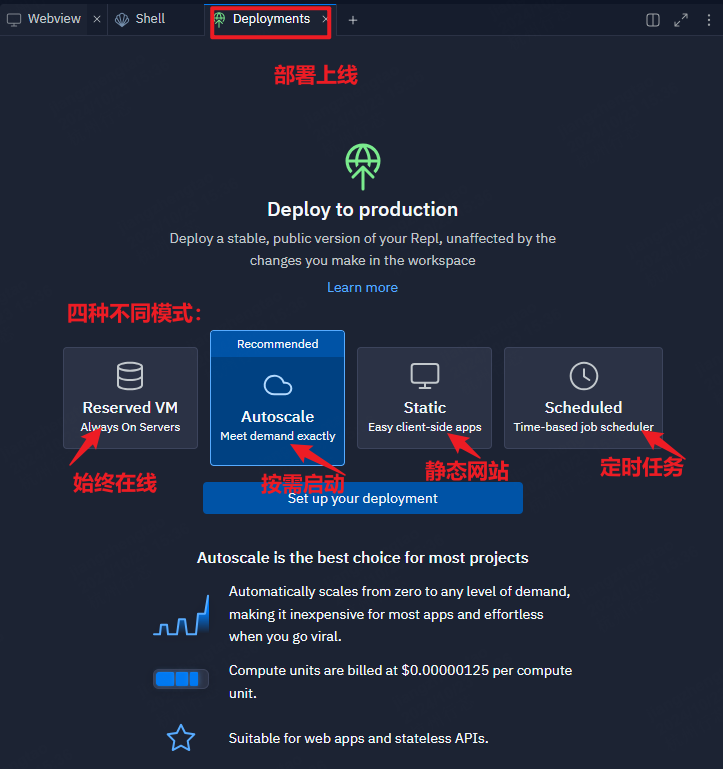 Webview
Shell
Deployments
部署上线
Deploy to production
Deploy a stable, public version of your Repl, unaffected by the
changes you make in the workspace
Learn more
四种不同模式：
Recommended
Reserved VM
Always On Servers
Autoscale
Meet demand exactly
Static
Easy client-side apps
Scheduled
Time-based job scheduler
始终在线
按需启动
静态网站
定时任务
Set up your deployment
Autoscale is the best choice for most projects
Automatically scales from zero to any level of demand,
making it inexpensive for most apps and effortless
when you go viral.
Compute units are billed at $0.00000125 per compute
unit.
Suitable for web apps and stateless APIs.